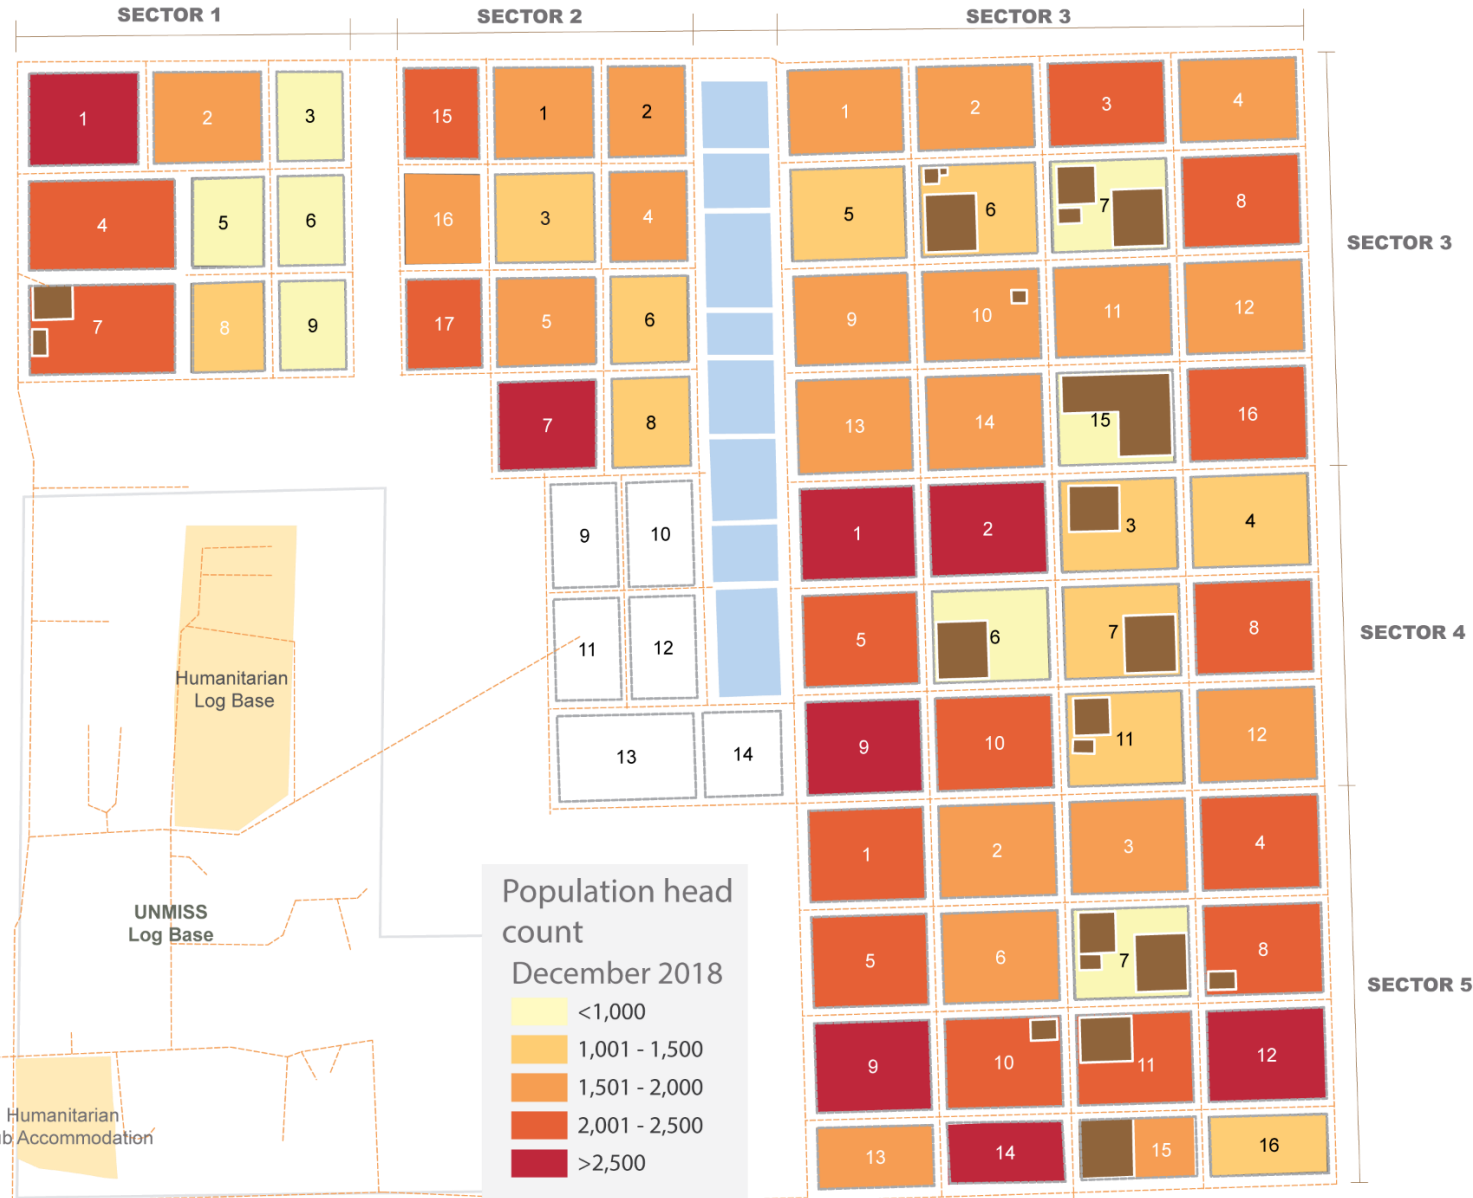 SECTOR 1
SECTOR 2
SECTOR 3
1 2 3
15 1 2
1 2 3 4
4 5 6
16 3 4
5 6 7 8
SECTOR 3
7 8 9
17 5 6
9 10 11 12
7 8
13 14 15 16
9 10
1 2 3 4
11 12
5 6 7 8
SECTOR 4
Humanitarian
Log Base
13 14
9 10 11 12
1 2 3 4
UNMISS
Log Base
5 6 7 8
SECTOR 5
9 10 11 12
13 14 15 16
Humanitarian
Accommodation
Population head
count
December 2018
<1,000
1,001 - 1,500
1,501 - 2,000
2,001 - 2,500
>2,500